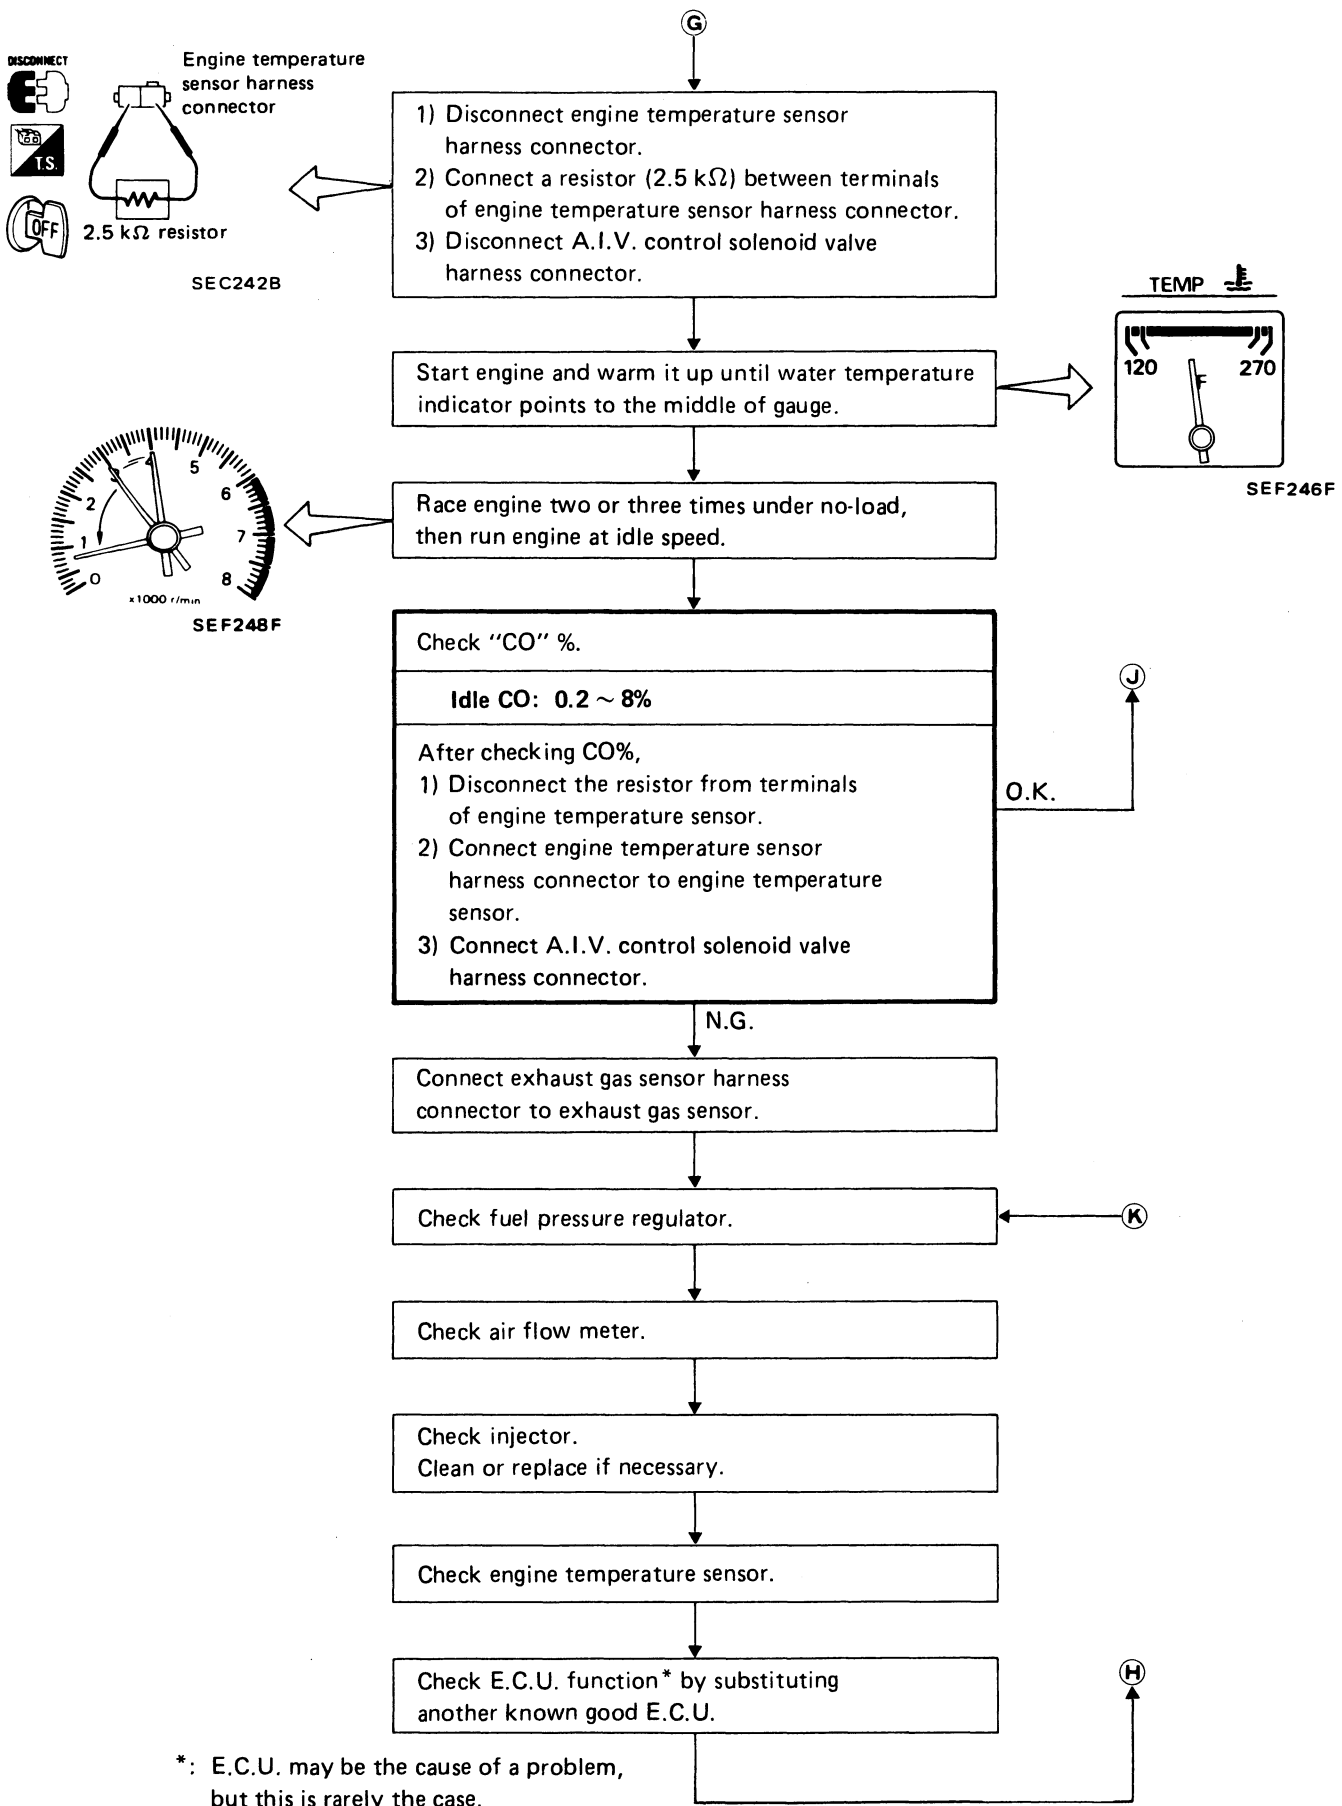 G
DISCONNECT
Engine temperature
sensor harness
connector
T.S.
OFF
2.5 kΩ resistor
SEC242B
1) Disconnect engine temperature sensor
harness connector.
2) Connect a resistor (2.5 kΩ) between terminals
of engine temperature sensor harness connector.
3) Disconnect A.I.V. control solenoid valve
harness connector.
TEMP
120
270
F
SEF246F
Start engine and warm it up until water temperature
indicator points to the middle of gauge.
0
1
2
3
4
5
6
7
8
x1000 r/min
SEF248F
Race engine two or three times under no-load,
then run engine at idle speed.
Check "CO" %.
Idle CO: 0.2 ~ 8%
After checking CO%,
1) Disconnect the resistor from terminals
of engine temperature sensor.
2) Connect engine temperature sensor
harness connector to engine temperature
sensor.
3) Connect A.I.V. control solenoid valve
harness connector.
O.K.
J
N.G.
Connect exhaust gas sensor harness
connector to exhaust gas sensor.
Check fuel pressure regulator.
K
Check air flow meter.
Check injector.
Clean or replace if necessary.
Check engine temperature sensor.
Check E.C.U. function* by substituting
another known good E.C.U.
H
*: E.C.U. may be the cause of a problem,
but this is rarely the case.